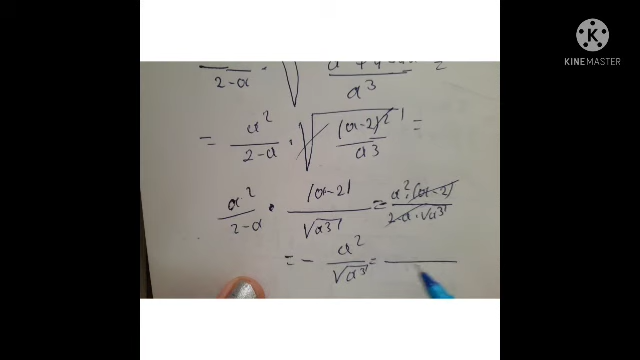 KINEMASTER
2-a · √ a³ =
= a²/2-a · √(a-2)²/a³ =
a²/2-a · |a-2|/√a³ = a²·(a-2)/2-a·√a³
= - a²/√a³ =